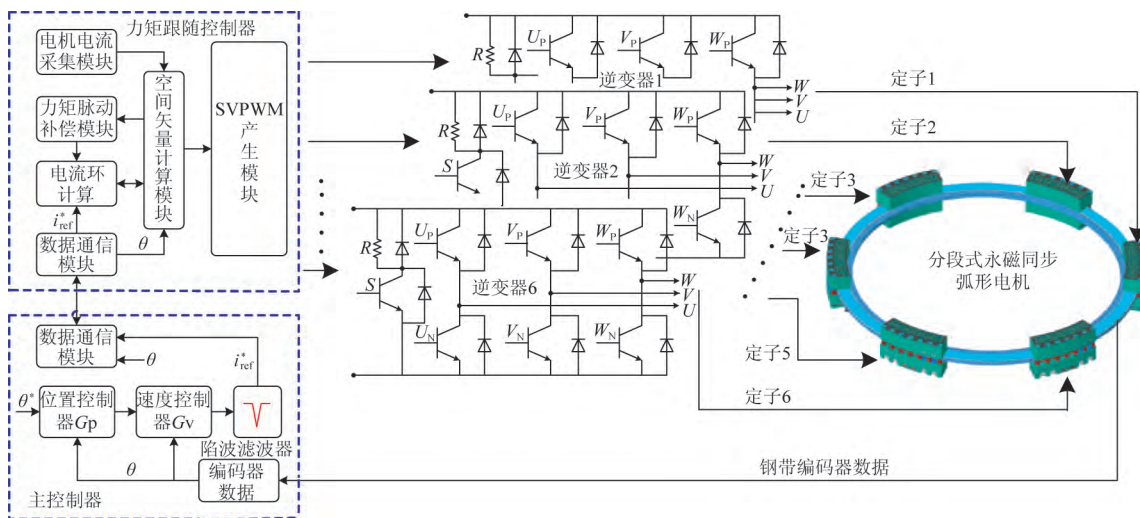 力矩跟随控制器
电机电流
采集模块
力矩脉动
补偿模块
电流环
计算
i*ref
数据通信
模块
θ
空间矢量计算模块
SVPWM
产生模块
数据通信
模块
θ
i*ref
θ*
位置控制
器Gp
速度控制
器Gv
陷波滤波器
θ
编码器
数据
主控制器
R
UP
VP
WP
逆变器1
W
V
U
R
UP
VP
WP
S
逆变器2
W
V
U
WN
R
UP
VP
WP
S
逆变器6
W
V
U
UN
VN
WN
定子1
定子2
定子3
定子3
定子5
定子6
分段式永磁同步
弧形电机
钢带编码器数据